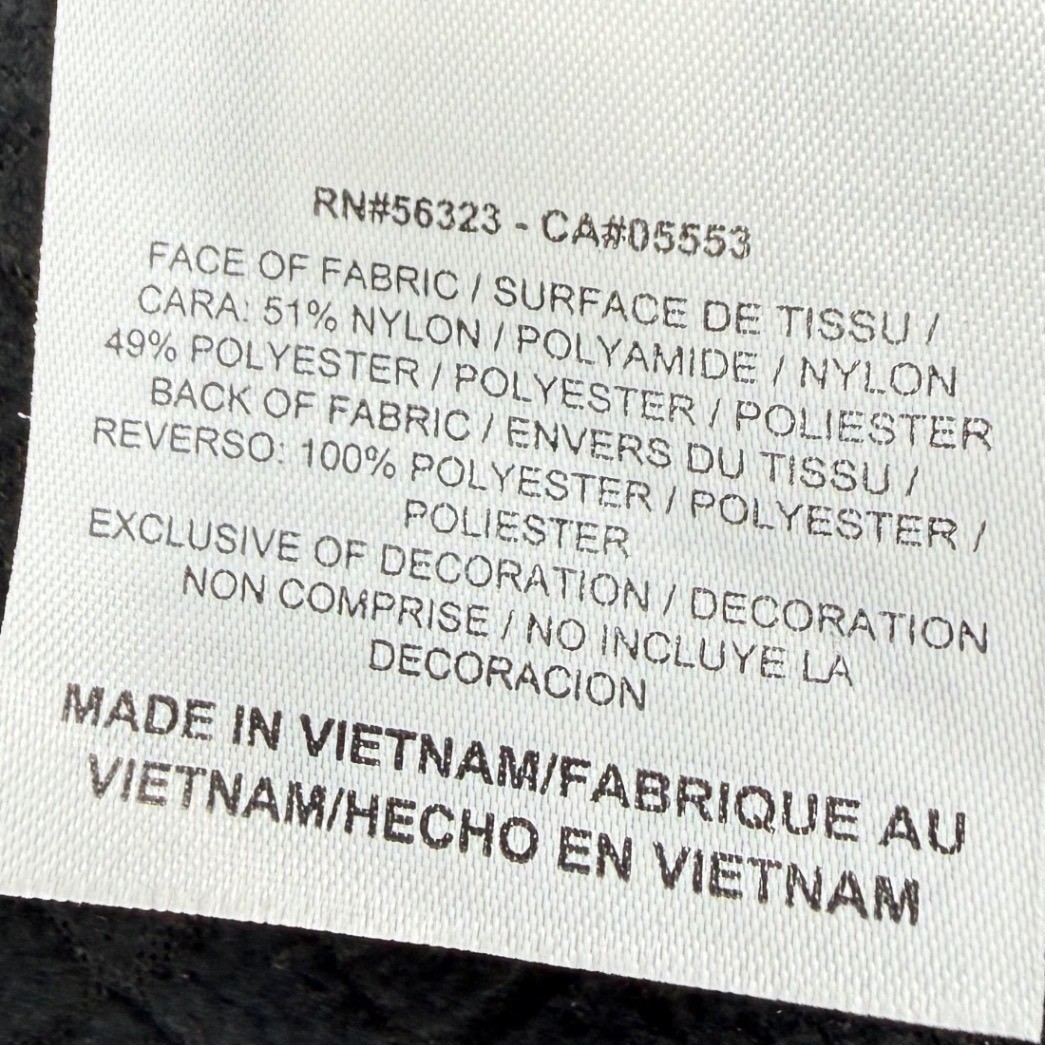 RN#56323 - CA#05553
FACE OF FABRIC / SURFACE DE TISSU /
CARA: 51% NYLON / POLYAMIDE / NYLON
49% POLYESTER / POLYESTER / POLIESTER
BACK OF FABRIC / ENVERS DU TISSU /
REVERSO: 100% POLYESTER / POLYESTER /
POLIESTER
EXCLUSIVE OF DECORATION / DECORATION
NON COMPRISE / NO INCLUYE LA
DECORACION
MADE IN VIETNAM/FABRIQUE AU
VIETNAM/HECHO EN VIETNAM